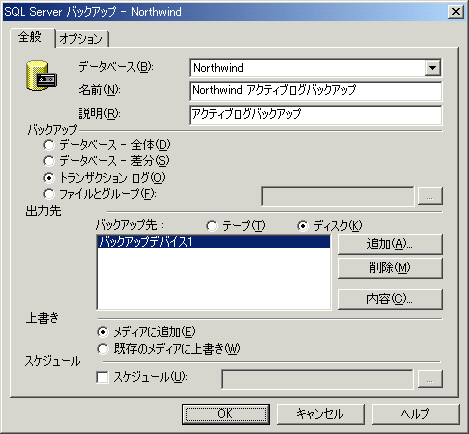 SQL Server バックアップ - Northwind
全般 オプション
データベース(B): Northwind
名前(N): Northwind アクティブログバックアップ
説明(R): アクティブログバックアップ
バックアップ
データベース - 全体(D)
データベース - 差分(S)
トランザクション ログ(O)
ファイルとグループ(F): ...
出力先
バックアップ先 : テープ(T) ディスク(K)
バックアップデバイス1 追加(A)...
削除(M)
内容(C)...
上書き
メディアに追加(E)
既存のメディアに上書き(W)
スケジュール
スケジュール(U): ...
OK キャンセル ヘルプ